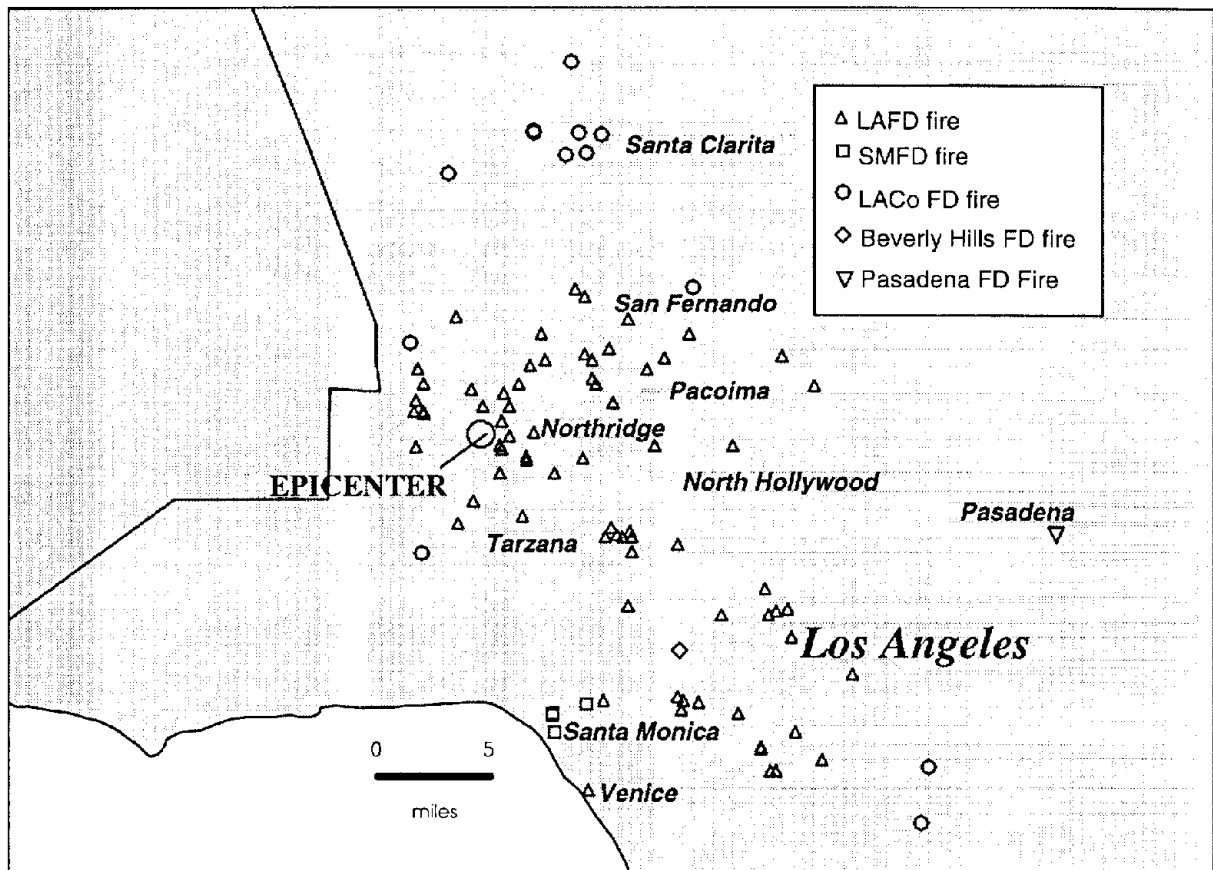 LAFD fire
SMFD fire
LACo FD fire
Beverly Hills FD fire
Pasadena FD Fire
Santa Clarita
San Fernando
Pacoima
Northridge
EPICENTER
North Hollywood
Pasadena
Tarzana
Los Angeles
Santa Monica
0 5
miles
Venice